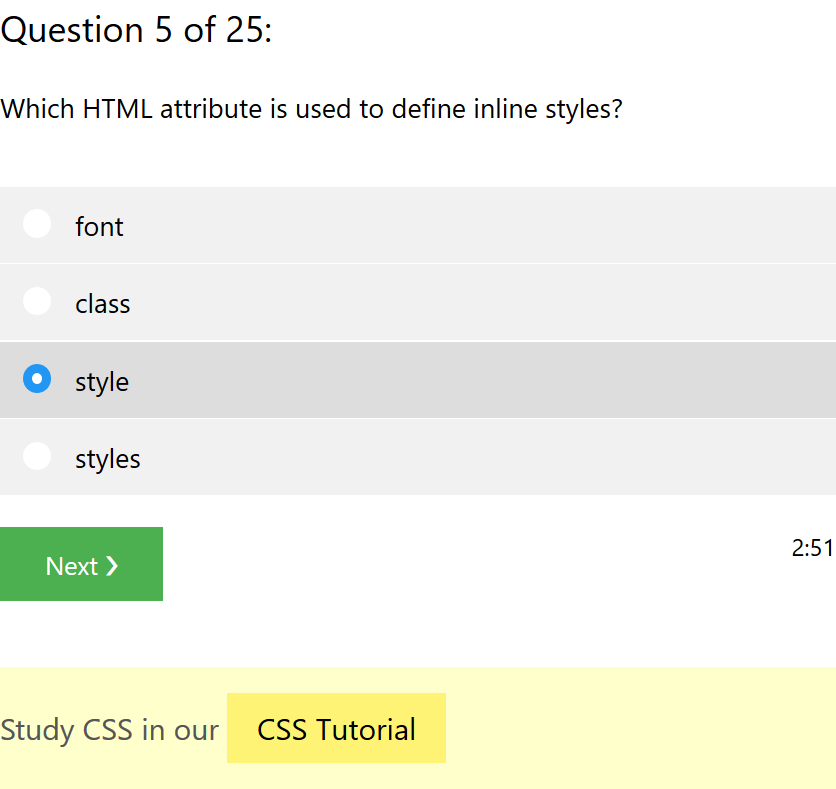 Question 5 of 25:
Which HTML attribute is used to define inline styles?
font
class
style
styles
Next ❯
2:51
Study CSS in our CSS Tutorial